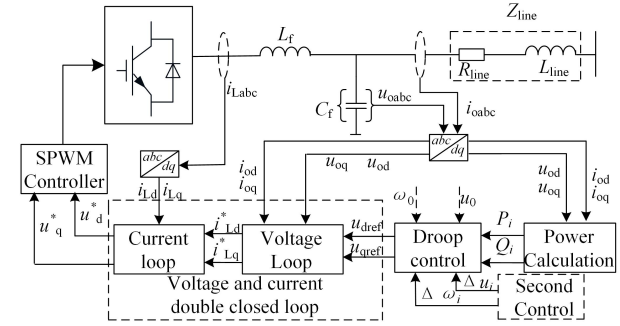 Z_line
L_f
R_line
L_line
i_Labc
C_f
u_oabc
i_oabc
abc
dq
SPWM
Controller
abc
dq
i_od
i_oq
u_oq
u_od
u_od
u_oq
i_od
i_oq
i_Ld
i_Lq
ω_0
u_0
u*_q
u*_d
Current
loop
i*_Ld
i*_Lq
Voltage
Loop
u_dref
u_qref
Droop
control
P_i
Q_i
Power
Calculation
Voltage and current
double closed loop
Δ
ω_i
Δ u_i
Second
Control